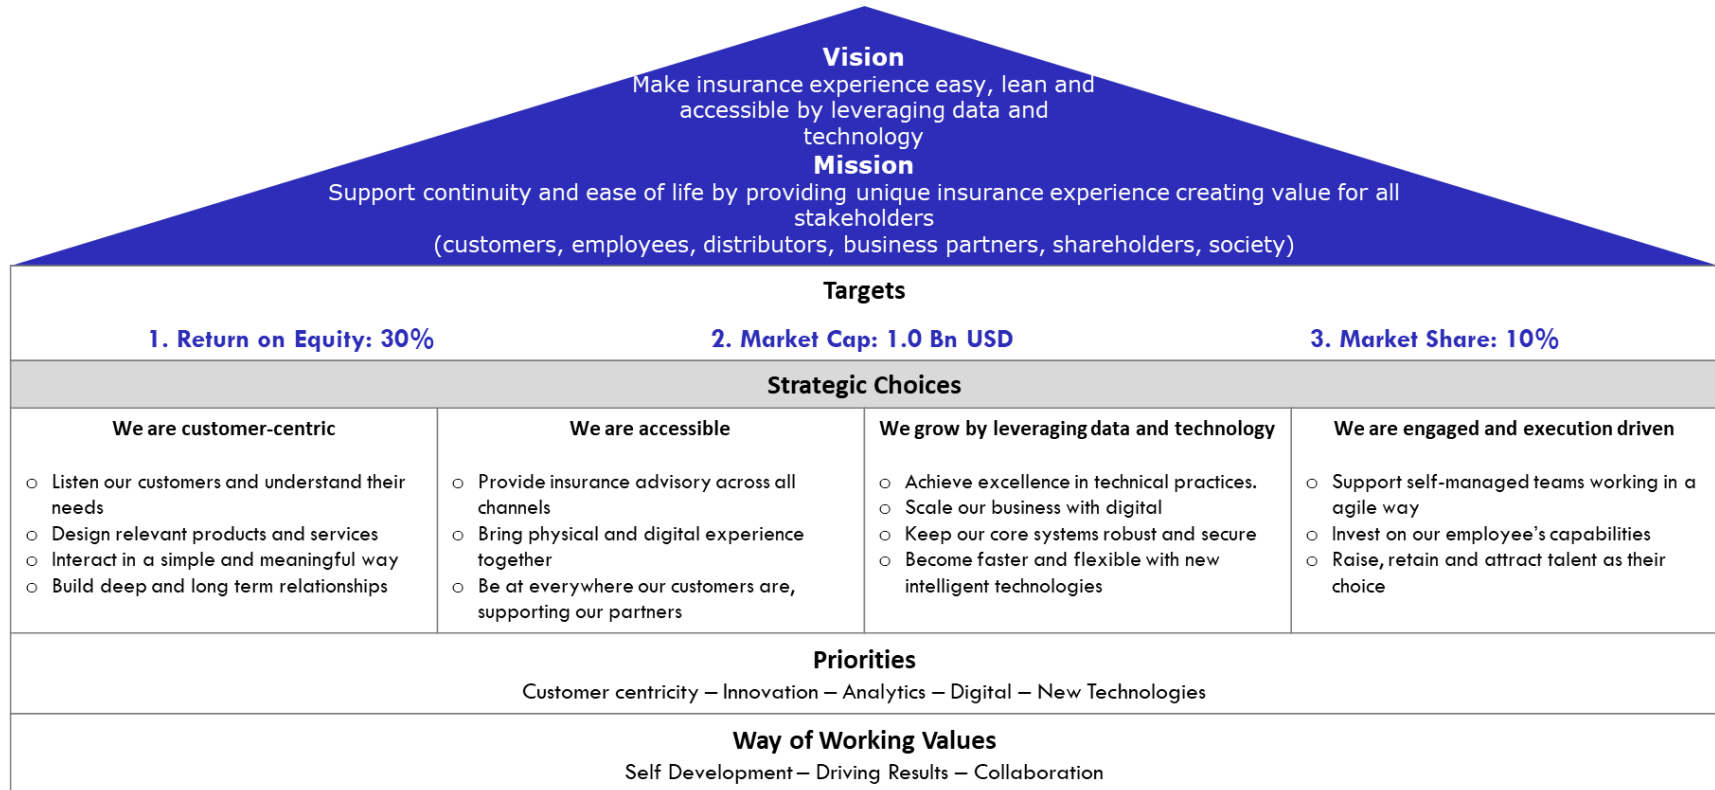 Vision
Make insurance experience easy, lean and
accessible by leveraging data and
technology
Mission
Support continuity and ease of life by providing unique insurance experience creating value for all
stakeholders
(customers, employees, distributors, business partners, shareholders, society)
Targets
1. Return on Equity: 30%
2. Market Cap: 1.0 Bn USD
3. Market Share: 10%
Strategic Choices
We are customer-centric
o Listen our customers and understand their
needs
o Design relevant products and services
o Interact in a simple and meaningful way
o Build deep and long term relationships
We are accessible
o Provide insurance advisory across all
channels
o Bring physical and digital experience
together
o Be at everywhere our customers are,
supporting our partners
We grow by leveraging data and technology
o Achieve excellence in technical practices.
o Scale our business with digital
o Keep our core systems robust and secure
o Become faster and flexible with new
intelligent technologies
We are engaged and execution driven
o Support self-managed teams working in a
agile way
o Invest on our employee’s capabilities
o Raise, retain and attract talent as their
choice
Priorities
Customer centricity – Innovation – Analytics – Digital – New Technologies
Way of Working Values
Self Development – Driving Results – Collaboration